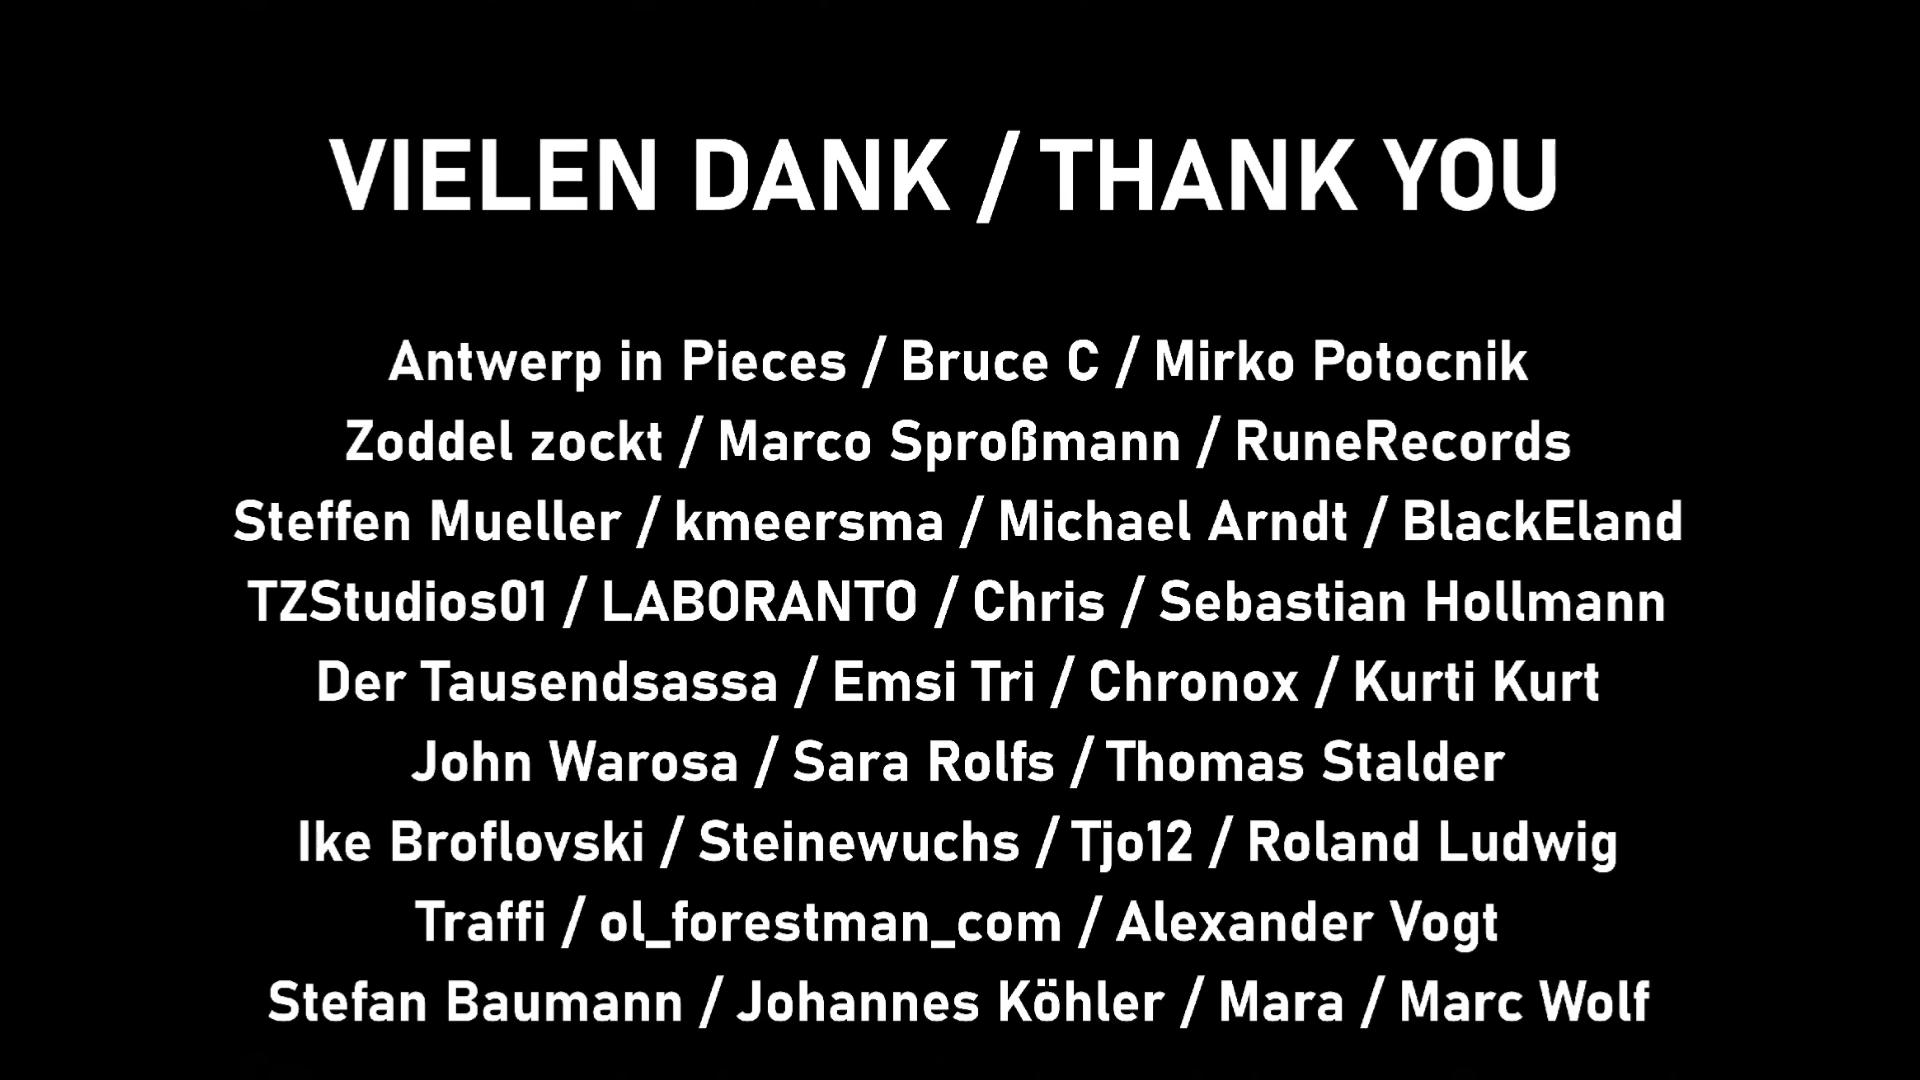 VIELEN DANK / THANK YOU
Antwerp in Pieces / Bruce C / Mirko Potocnik
Zoddel zockt / Marco Sproßmann / RuneRecords
Steffen Mueller / kmeersma / Michael Arndt / BlackEland
TZStudios01 / LABORANTO / Chris / Sebastian Hollmann
Der Tausendsassa / Emsi Tri / Chronox / Kurti Kurt
John Warosa / Sara Rolfs / Thomas Stalder
Ike Broflovski / Steinewuchs / Tjo12 / Roland Ludwig
Traffi / ol_forestman_com / Alexander Vogt
Stefan Baumann / Johannes Köhler / Mara / Marc Wolf